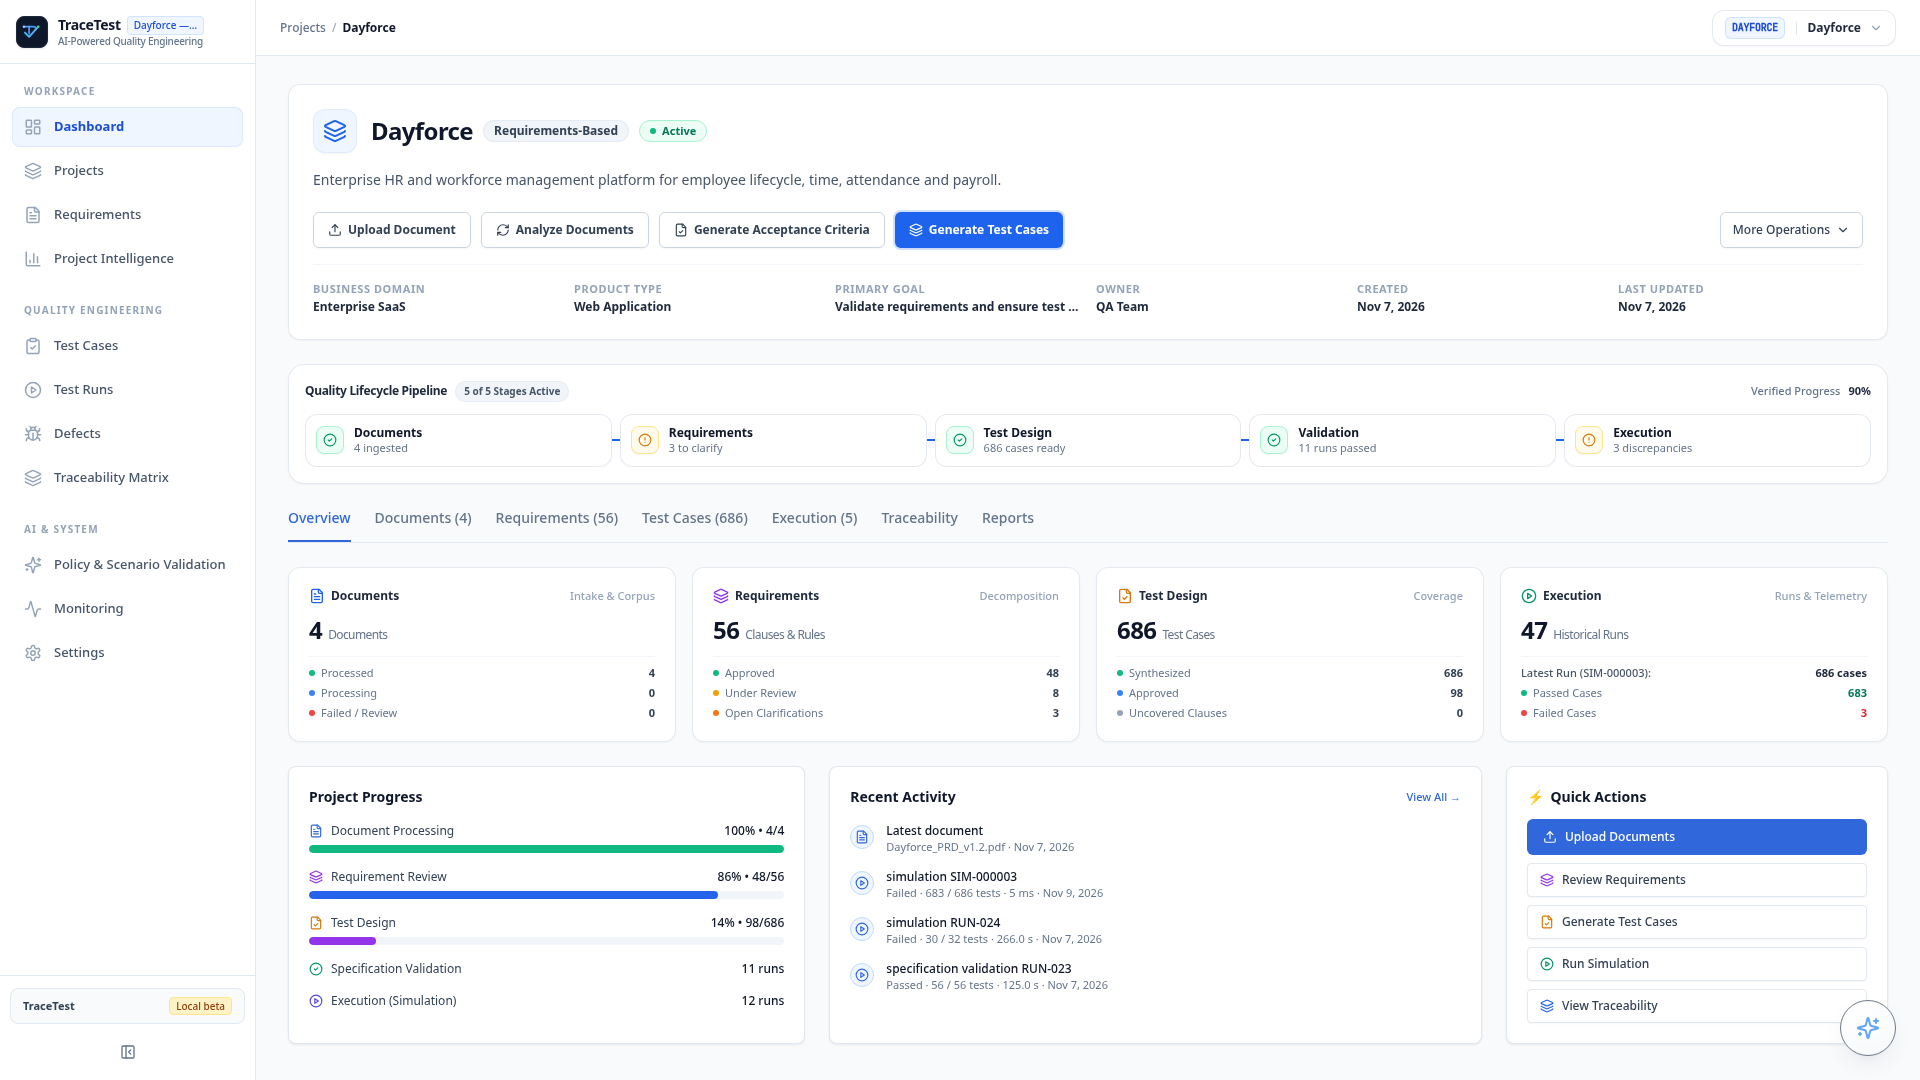 TraceTest
Dayforce —...
AI-Powered Quality Engineering
WORKSPACE
Dashboard
Projects
Requirements
Project Intelligence
QUALITY ENGINEERING
Test Cases
Test Runs
Defects
Traceability Matrix
AI & SYSTEM
Policy & Scenario Validation
Monitoring
Settings
TraceTest
Local beta
Projects / Dayforce
DAYFORCE
Dayforce
Dayforce
Requirements-Based
Active
Enterprise HR and workforce management platform for employee lifecycle, time, attendance and payroll.
Upload Document
Analyze Documents
Generate Acceptance Criteria
Generate Test Cases
More Operations
BUSINESS DOMAIN
Enterprise SaaS
PRODUCT TYPE
Web Application
PRIMARY GOAL
Validate requirements and ensure test ...
OWNER
QA Team
CREATED
Nov 7, 2026
LAST UPDATED
Nov 7, 2026
Quality Lifecycle Pipeline
5 of 5 Stages Active
Verified Progress 90%
Documents
4 ingested
Requirements
3 to clarify
Test Design
686 cases ready
Validation
11 runs passed
Execution
3 discrepancies
Overview
Documents (4)
Requirements (56)
Test Cases (686)
Execution (5)
Traceability
Reports
Documents
Intake & Corpus
4 Documents
Processed 4
Processing 0
Failed / Review 0
Requirements
Decomposition
56 Clauses & Rules
Approved 48
Under Review 8
Open Clarifications 3
Test Design
Coverage
686 Test Cases
Synthesized 686
Approved 98
Uncovered Clauses 0
Execution
Runs & Telemetry
47 Historical Runs
Latest Run (SIM-000003): 686 cases
Passed Cases 683
Failed Cases 3
Project Progress
Document Processing 100% • 4/4
Requirement Review 86% • 48/56
Test Design 14% • 98/686
Specification Validation 11 runs
Execution (Simulation) 12 runs
Recent Activity
View All →
Latest document
Dayforce_PRD_v1.2.pdf · Nov 7, 2026
simulation SIM-000003
Failed · 683 / 686 tests · 5 ms · Nov 9, 2026
simulation RUN-024
Failed · 30 / 32 tests · 266.0 s · Nov 7, 2026
specification validation RUN-023
Passed · 56 / 56 tests · 125.0 s · Nov 7, 2026
⚡ Quick Actions
Upload Documents
Review Requirements
Generate Test Cases
Run Simulation
View Traceability